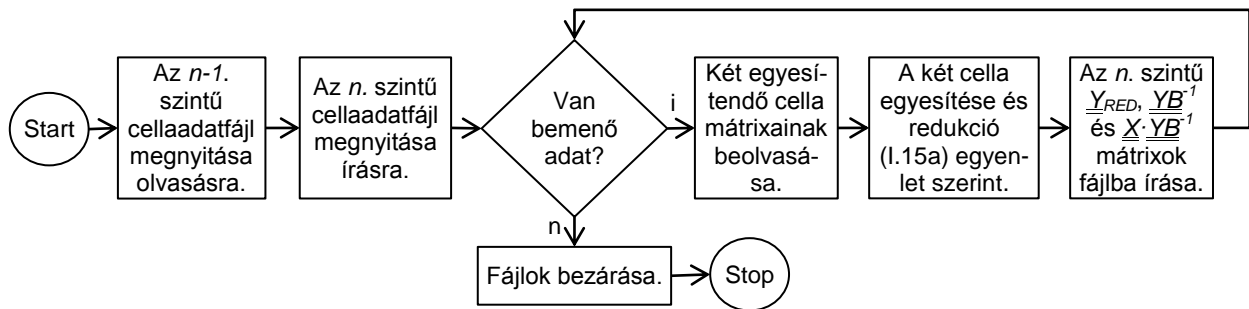 Start
Az n-1.
szintű
cellaadatfájl
megnyitása
olvasásra.
Az n. szintű
cellaadatfájl
megnyitása
írásra.
Van
bemenő
adat?
i
n
Két egyesí-
tendő cella
mátrixainak
beolvasá-
sa.
A két cella
egyesítése és
redukció
(I.15a) egyen-
let szerint.
Az n. szintű
Y_RED, YB^-1
és X·YB^-1
mátrixok
fájlba írása.
Fájlok bezárása.
Stop